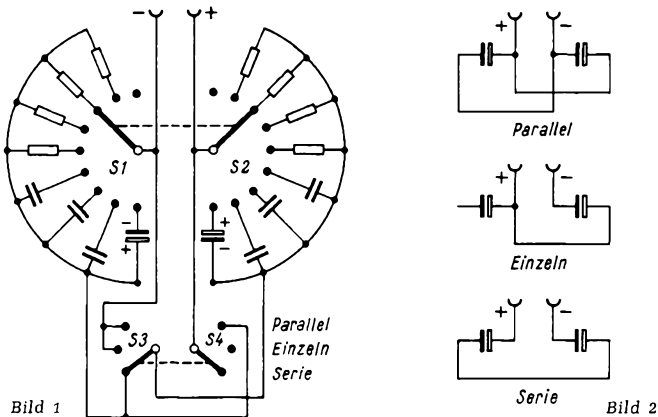 - +
S1 S2
-
+
+
-
S3 S4
Parallel
Einzeln
Serie
Bild 1
+ -
Parallel
+ -
Einzeln
+ -
Serie
Bild 2